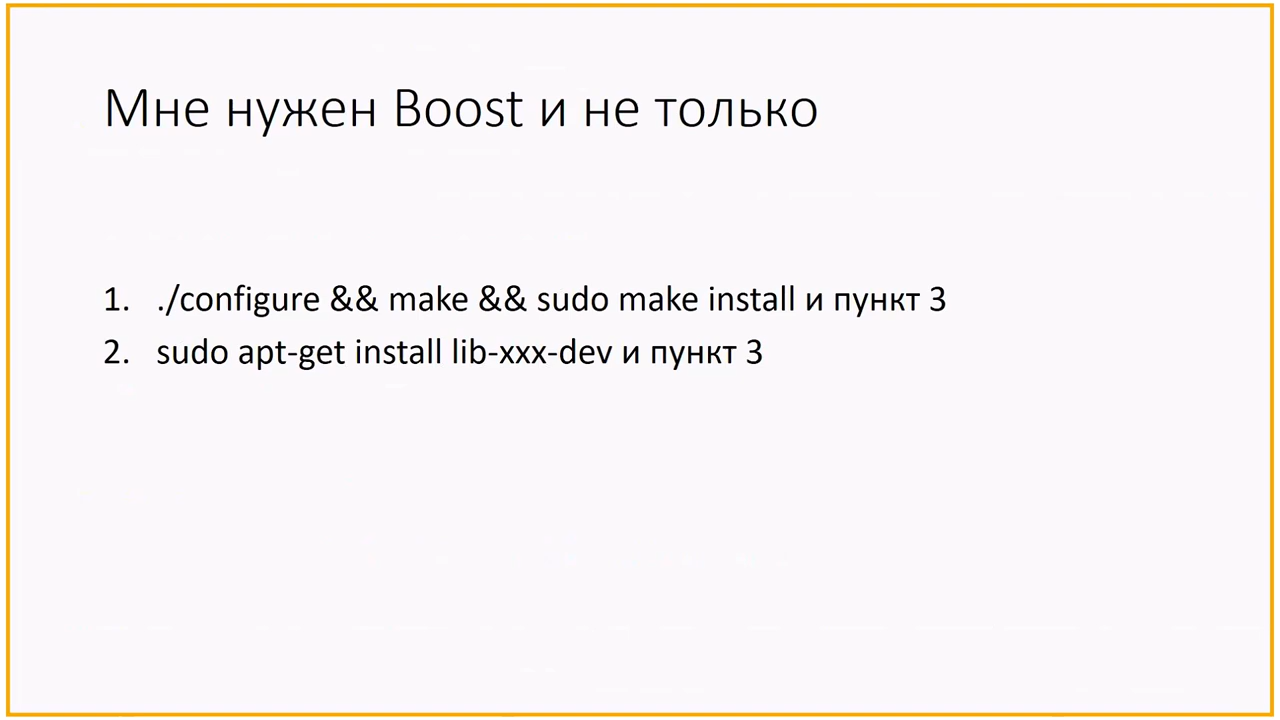 Мне нужен Boost и не только
1. ./configure && make && sudo make install и пункт 3
2. sudo apt-get install lib-xxx-dev и пункт 3